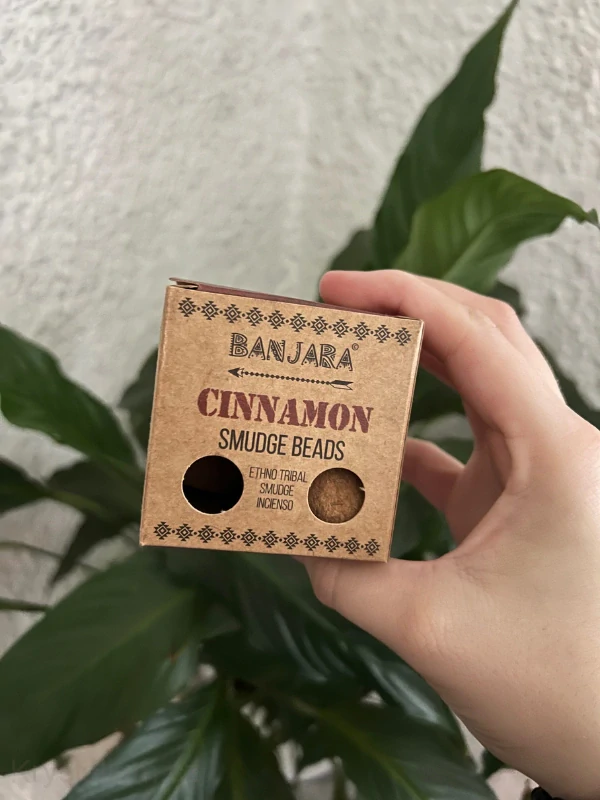 BANJARA®
CINNAMON
SMUDGE BEADS
ETHNO TRIBAL
SMUDGE
INCIENSO